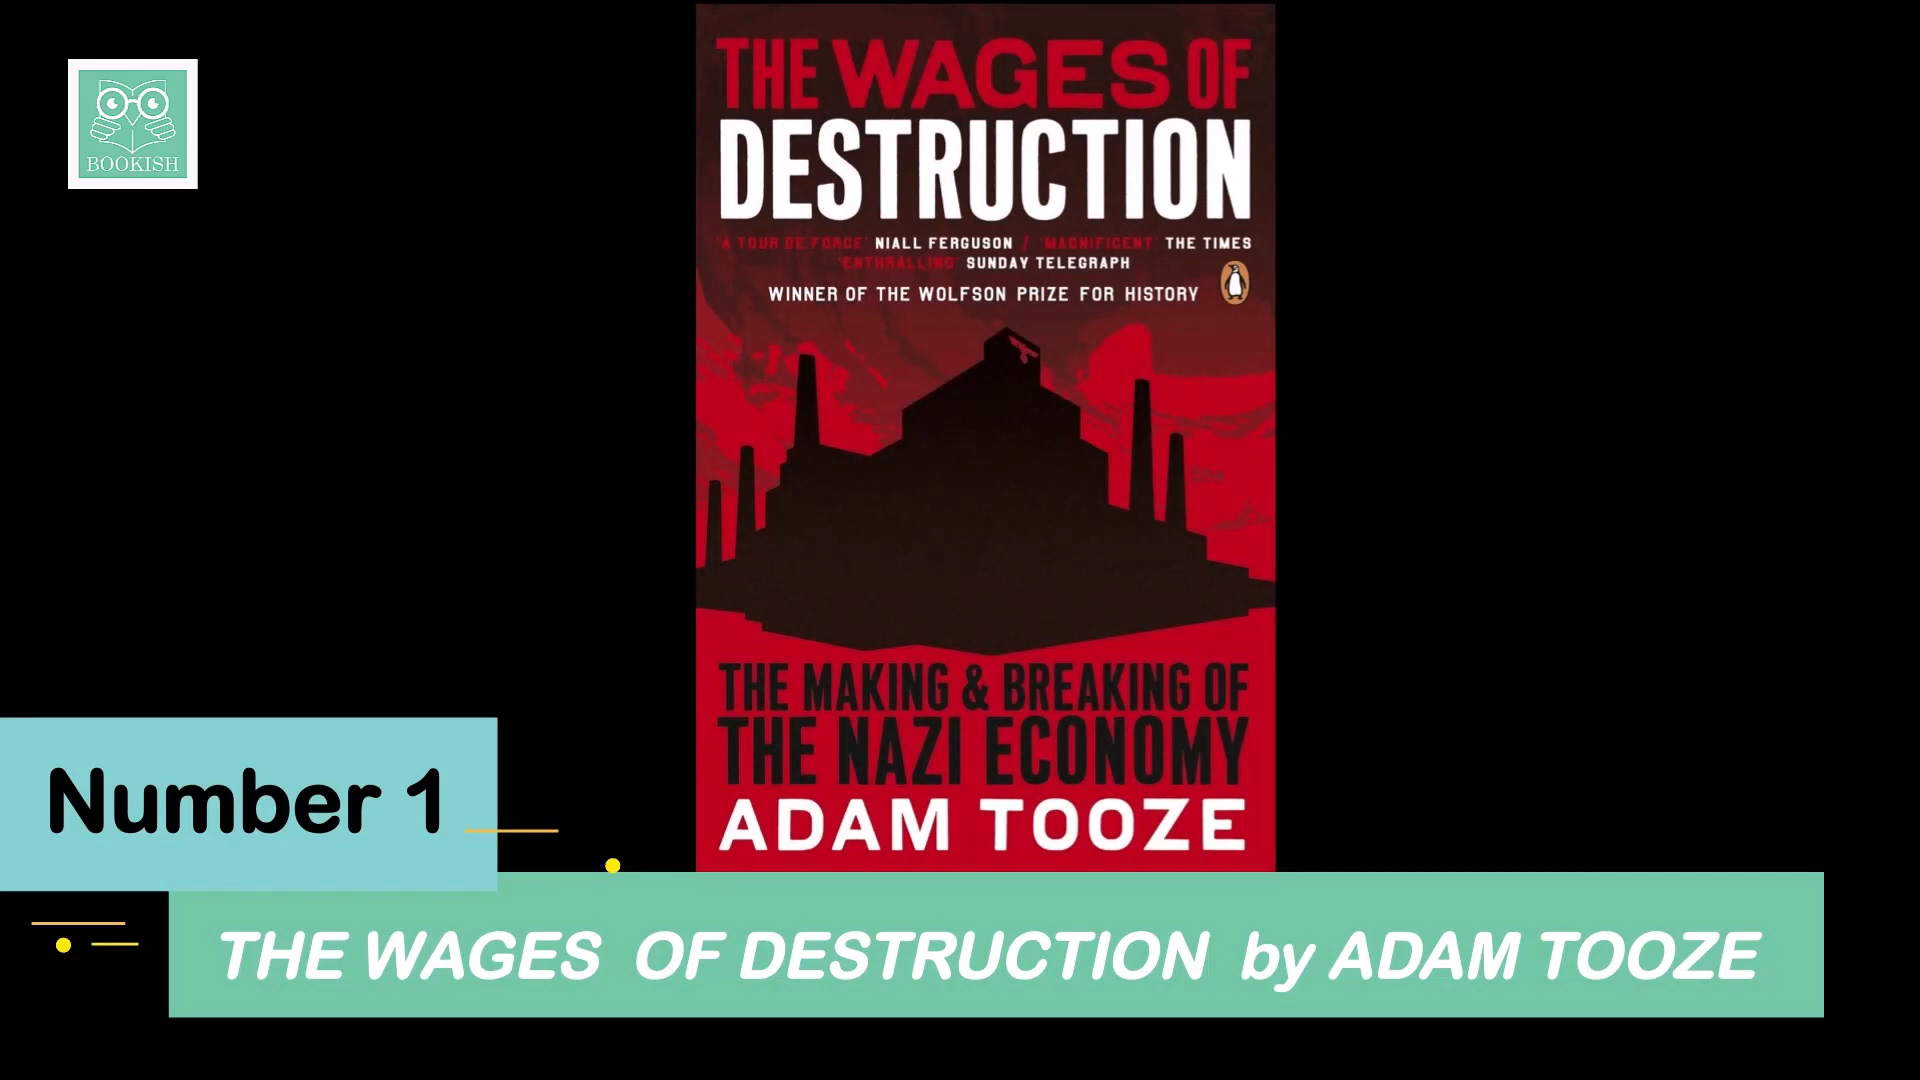 BOOKISH
THE WAGES OF
DESTRUCTION
'A TOUR DE FORCE' NIALL FERGUSON / 'MAGNIFICENT' THE TIMES
'ENTHRALLING' SUNDAY TELEGRAPH
WINNER OF THE WOLFSON PRIZE FOR HISTORY
THE MAKING & BREAKING OF
THE NAZI ECONOMY
ADAM TOOZE
Number 1
THE WAGES OF DESTRUCTION by ADAM TOOZE